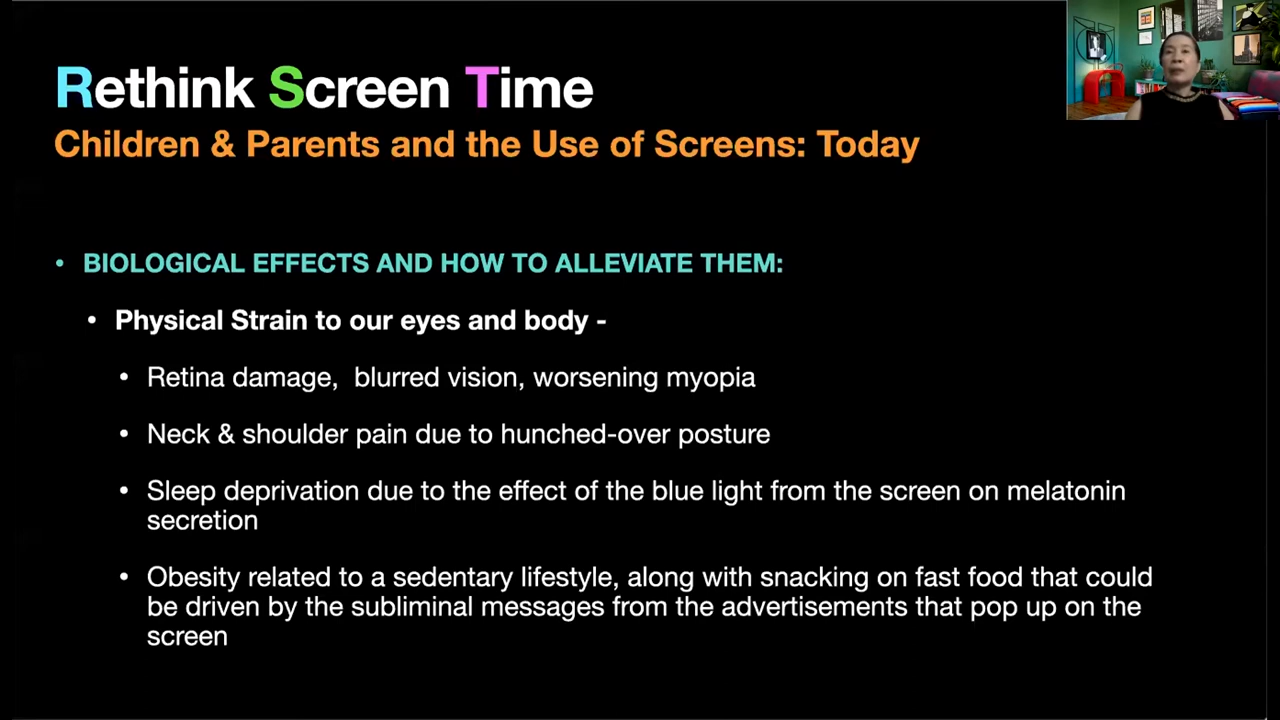 Rethink Screen Time
Children & Parents and the Use of Screens: Today
• BIOLOGICAL EFFECTS AND HOW TO ALLEVIATE THEM:
• Physical Strain to our eyes and body -
• Retina damage,  blurred vision, worsening myopia
• Neck & shoulder pain due to hunched-over posture
• Sleep deprivation due to the effect of the blue light from the screen on melatonin
secretion
• Obesity related to a sedentary lifestyle, along with snacking on fast food that could
be driven by the subliminal messages from the advertisements that pop up on the
screen